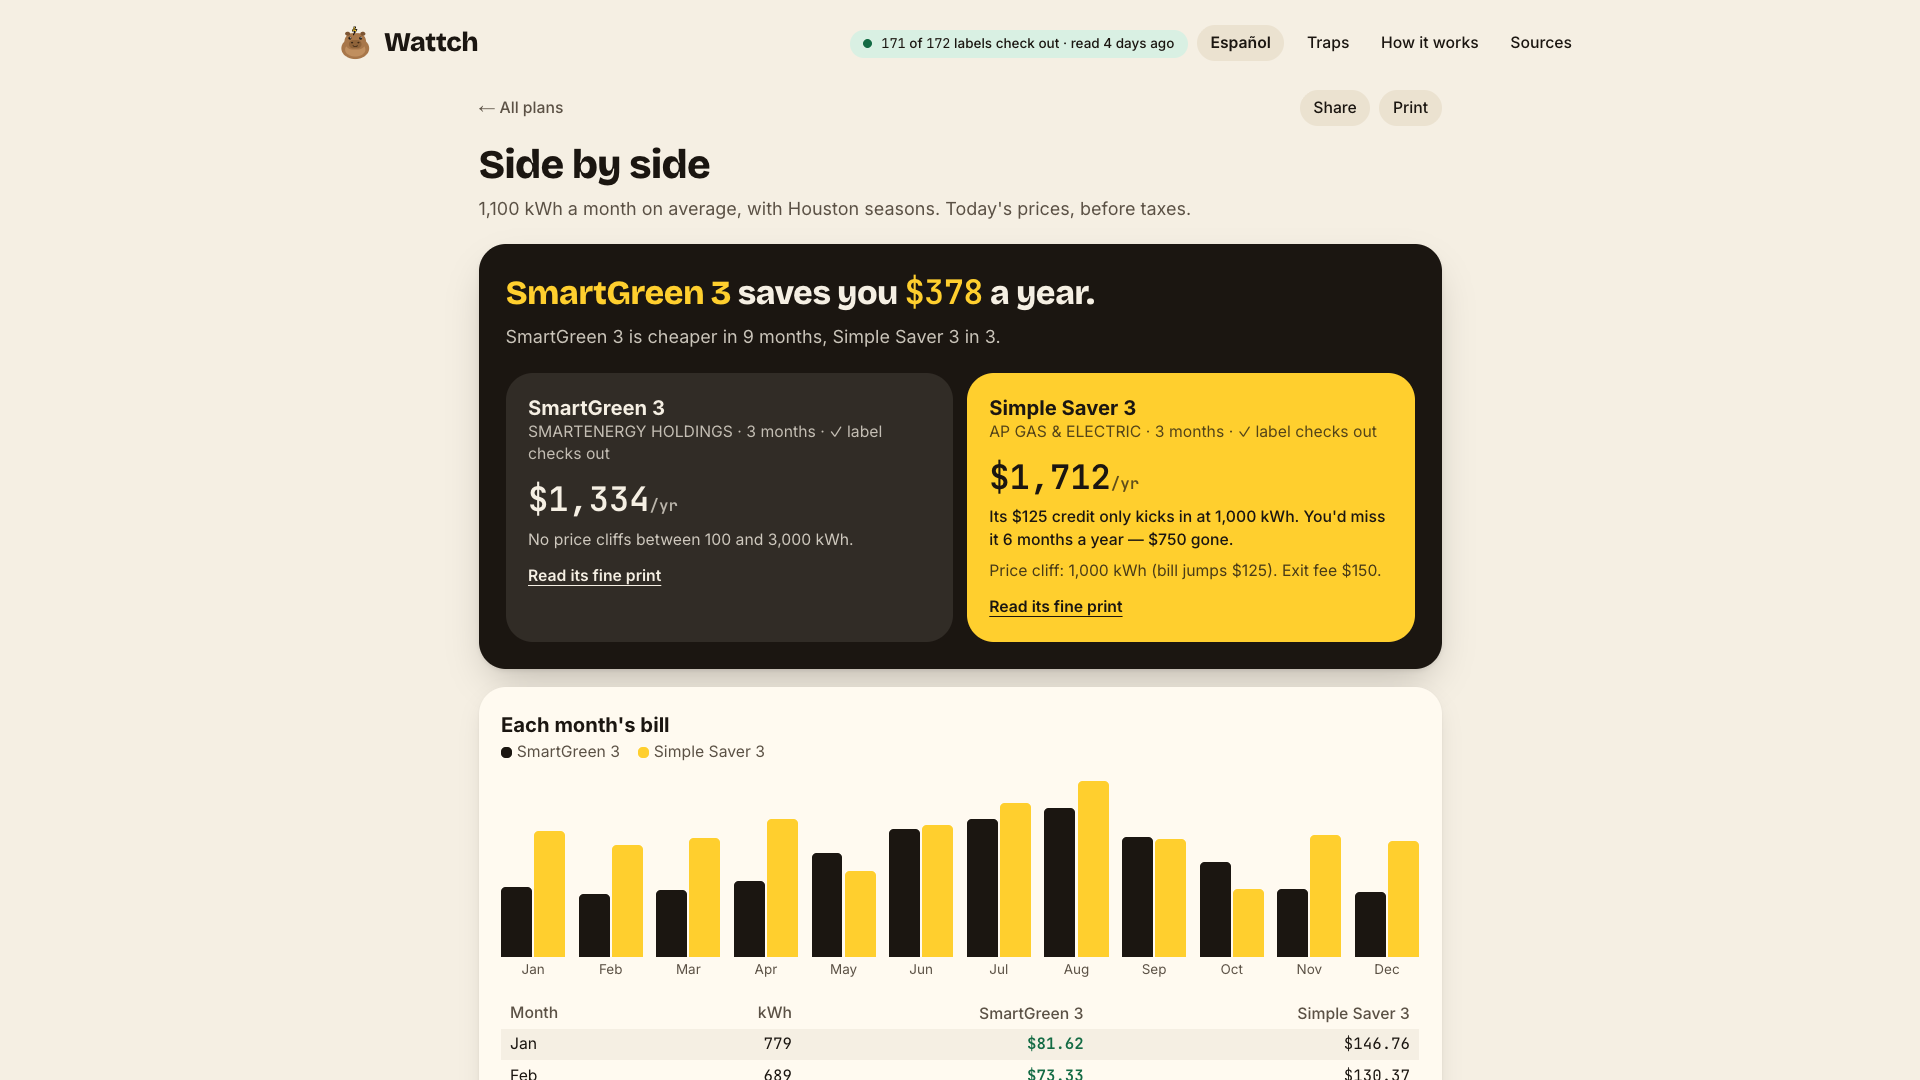 Wattch
171 of 172 labels check out · read 4 days ago
Español
Traps
How it works
Sources
← All plans
Share
Print
Side by side
1,100 kWh a month on average, with Houston seasons. Today's prices, before taxes.
SmartGreen 3 saves you $378 a year.
SmartGreen 3 is cheaper in 9 months, Simple Saver 3 in 3.
SmartGreen 3
SMARTENERGY HOLDINGS · 3 months · ✓ label
checks out
$1,334/yr
No price cliffs between 100 and 3,000 kWh.
Read its fine print
Simple Saver 3
AP GAS & ELECTRIC · 3 months · ✓ label checks out
$1,712/yr
Its $125 credit only kicks in at 1,000 kWh. You'd miss
it 6 months a year — $750 gone.
Price cliff: 1,000 kWh (bill jumps $125). Exit fee $150.
Read its fine print
Each month's bill
SmartGreen 3 Simple Saver 3
Jan Feb Mar Apr May Jun Jul Aug Sep Oct Nov Dec
Month kWh SmartGreen 3 Simple Saver 3
Jan 779 $81.62 $146.76
Feb 689 $73.33 $130.37